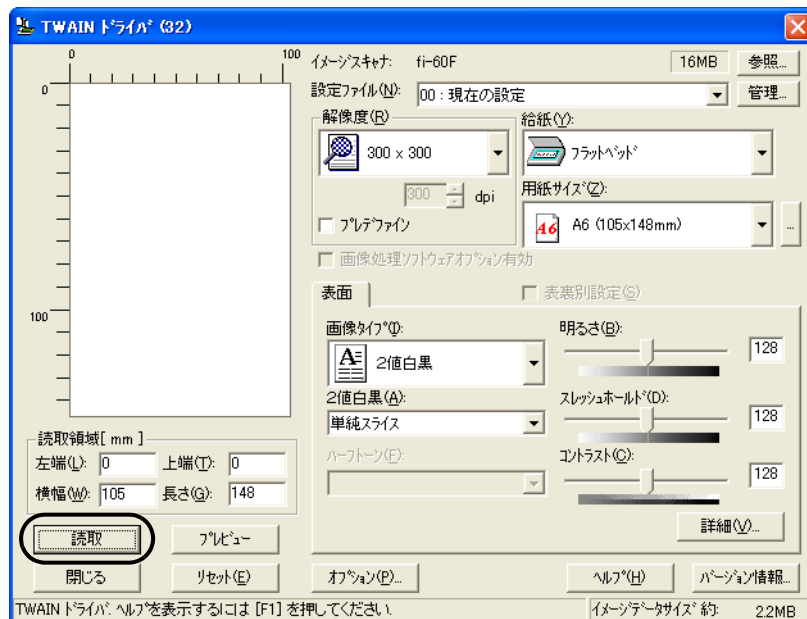 TWAIN ﾄﾞﾗｲﾊﾞ (32)
0 100
0
100
ｲﾒｰｼﾞｽｷｬﾅ: fi-60F 16MB 参照...
設定ﾌｧｲﾙ(N): 00 : 現在の設定 管理...
解像度(R)
300 × 300
300 dpi
ﾌﾟﾚﾃﾞﾌｧｲﾝ
給紙(Y):
ﾌﾗｯﾄﾍﾞｯﾄﾞ
用紙ｻｲｽﾞ(Z):
A6 A6 (105x148mm) ...
画像処理ｿﾌﾄｳｪｱｵﾌﾟｼｮﾝ有効
表面 表裏別設定(S)
画像ﾀｲﾌﾟ(I):
A 2値白黒
2値白黒(A):
単純ｽﾗｲｽ
ﾊｰﾌﾄｰﾝ(F):
明るさ(B):
128
ｽﾚｯｼｭﾎｰﾙﾄﾞ(D):
128
ｺﾝﾄﾗｽﾄ(C):
128
詳細(V)...
読取領域[ mm ]
左端(L): 0 上端(T): 0
横幅(W): 105 長さ(G): 148
読取 ﾌﾟﾚﾋﾞｭｰ
閉じる ﾘｾｯﾄ(E) ｵﾌﾟｼｮﾝ(P)... ﾍﾙﾌﾟ(H) ﾊﾞｰｼﾞｮﾝ情報...
TWAIN ﾄﾞﾗｲﾊﾞ. ﾍﾙﾌﾟを表示するには [F1] を押してください. ｲﾒｰｼﾞﾃﾞｰﾀｻｲｽﾞ 約: 2.2MB